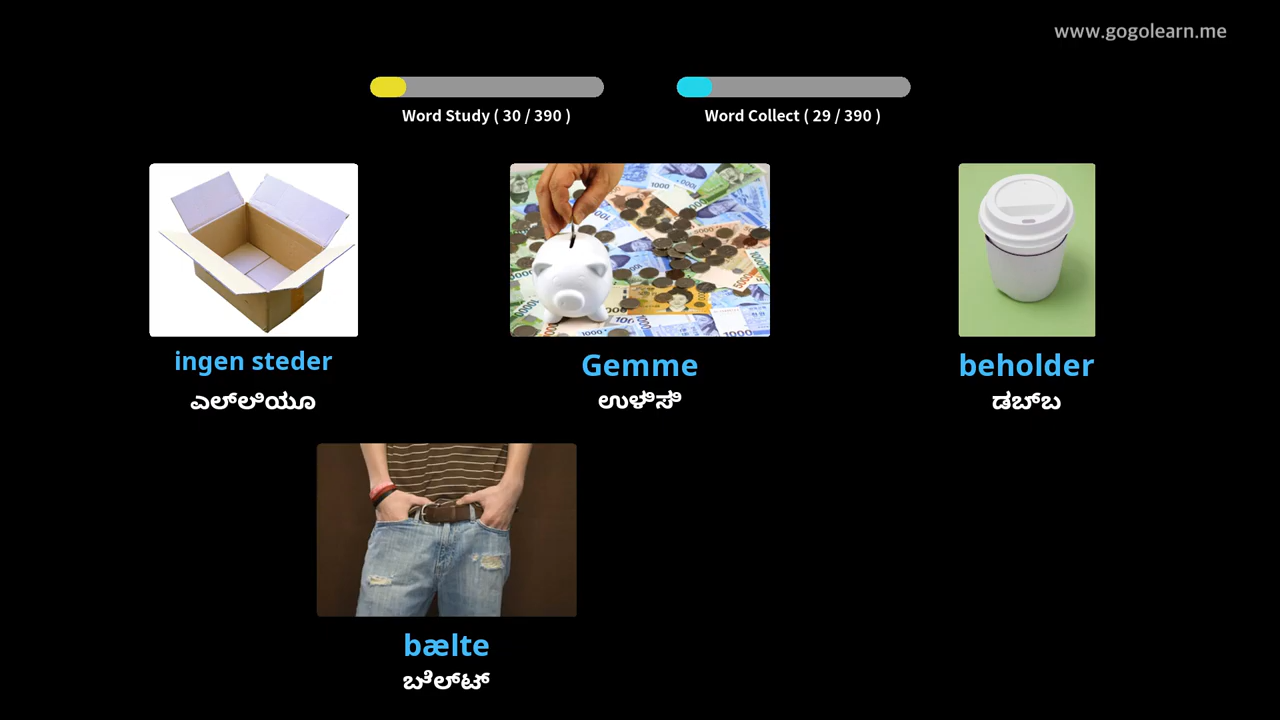 www.gogolearn.me
Word Study ( 30 / 390 )
Word Collect ( 29 / 390 )
ingen steder
ಎಲ್‌ಲಿಯೂ
Gemme
ಉಳಿಸಿ
beholder
ಡಬ್‌ಬ
bælte
ಬೆಲ್‌ಟ್